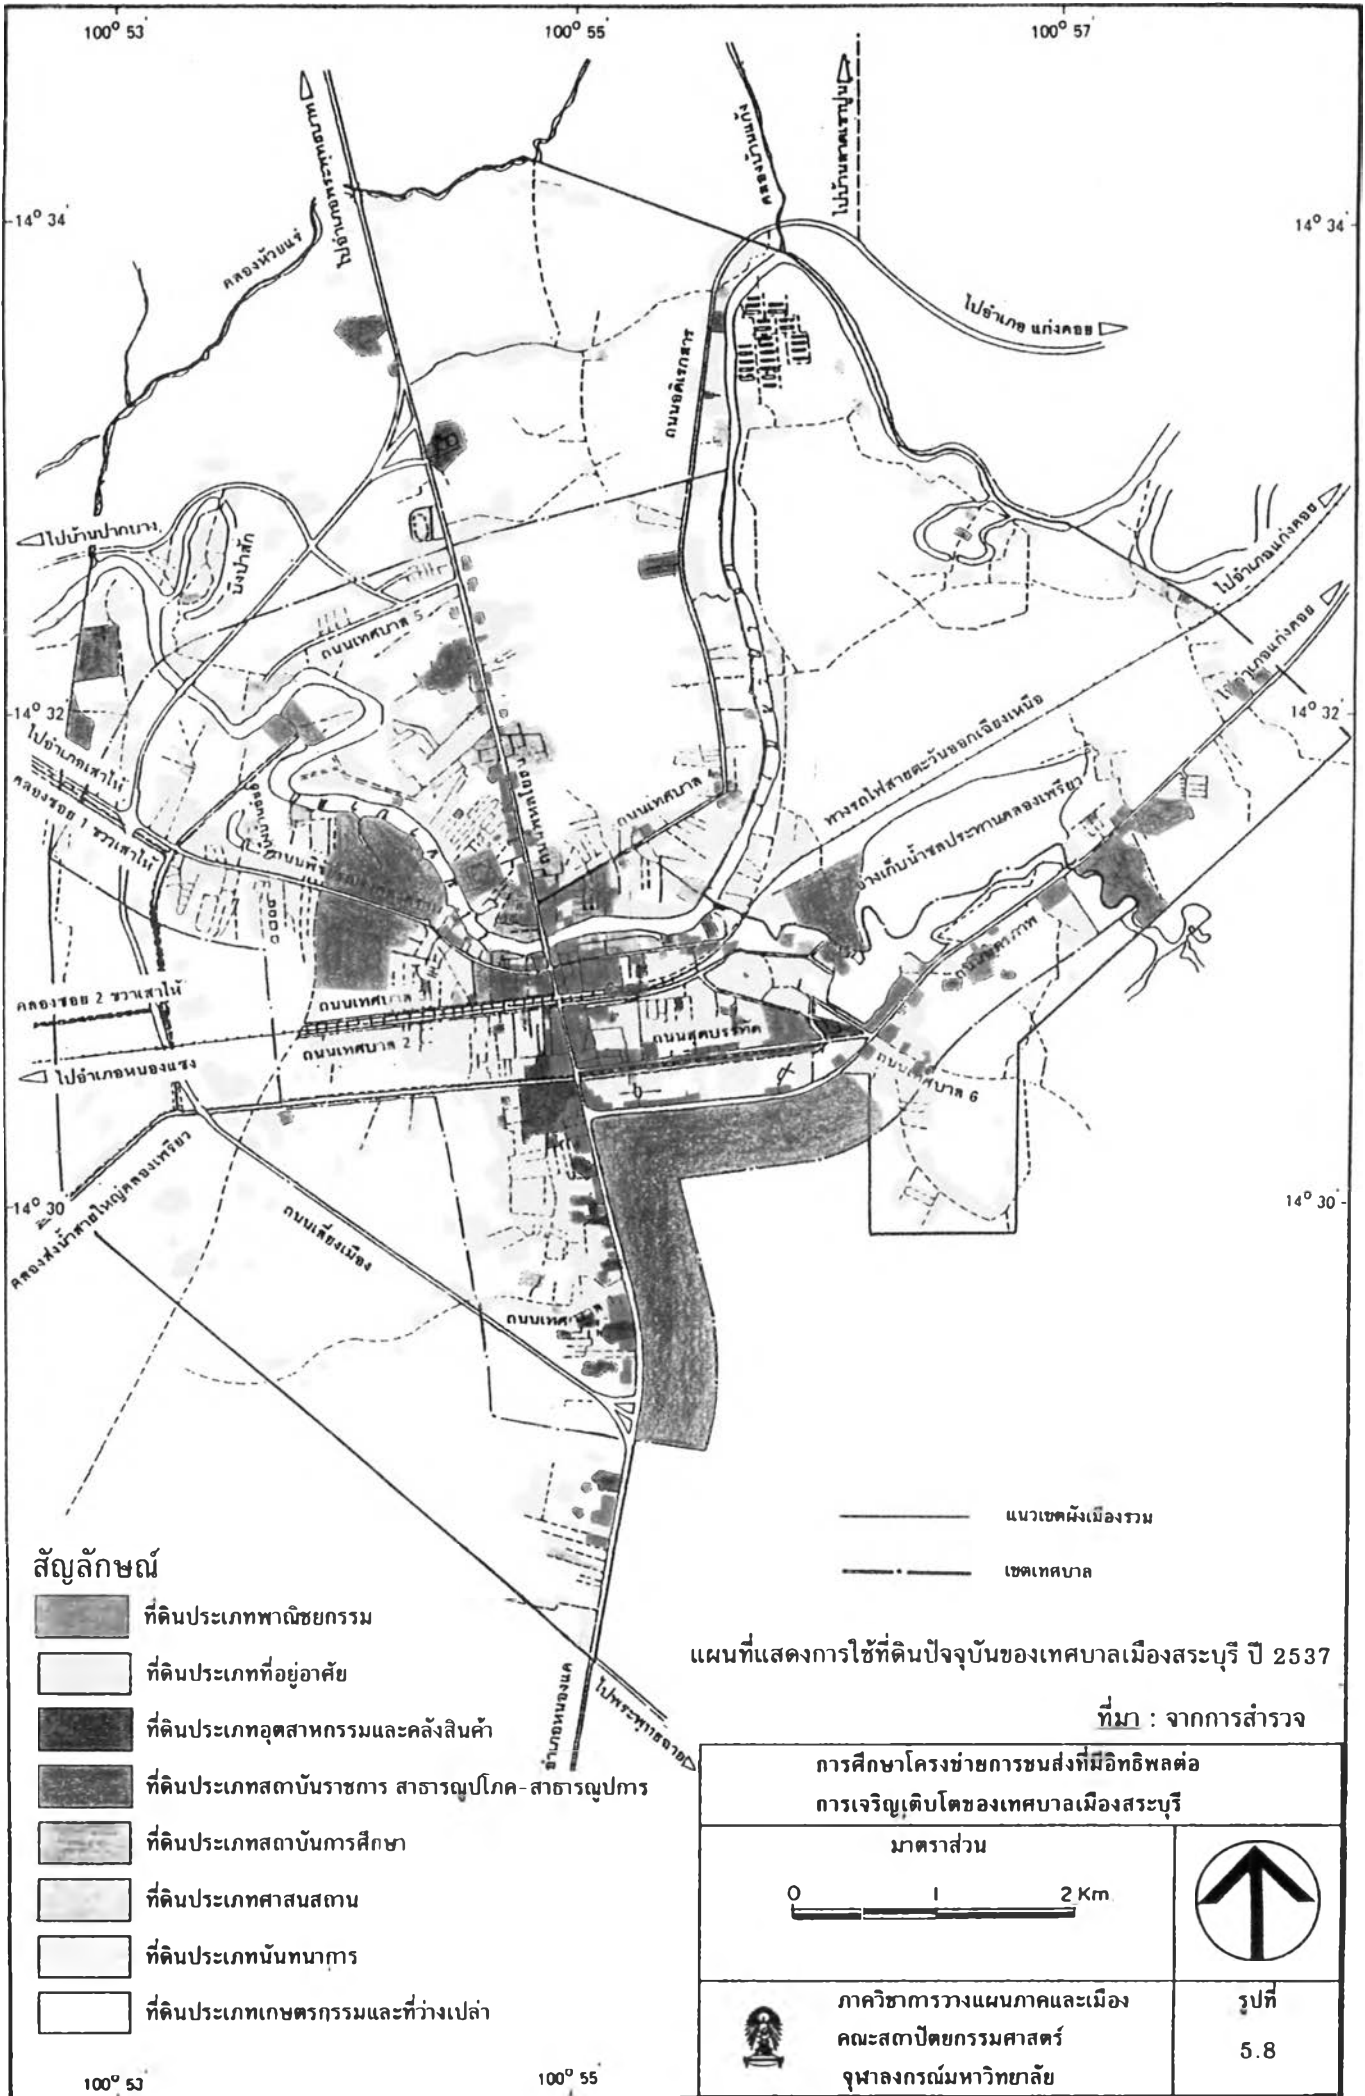 100° 53'
100° 55'
100° 57'
14° 34'
14° 34'
คลองห้วยแร่
ไปบ้านลาดเขาปูน
ไปอำเภอ แก่งคอย
ถนนอดิเรกสาร
ไปบ้านปากบาง
บึงป่าสัก
ไปอำเภอแก่งคอย
ไปอำเภอแก่งคอย
ถนนเทศบาล 5
14° 32'
14° 32'
ไปอำเภอเสาไห้
คลองซอย 1 ขวาเสาไห้
ถนนเทศบาล
ทางรถไฟสายตะวันออกเฉียงเหนือ
อ่างเก็บน้ำชลประทานคลองเพรียว
ถนนมิตรภาพ
คลองซอย 2 ขวาเสาไห้
ถนนเทศบาล 3
ถนนเทศบาล 2
ถนนสุดบรรทัด
ไปอำเภอหนองแซง
ถนนเทศบาล 6
14° 30'
14° 30'
คลองส่งน้ำสายใหญ่คลองเพรียว
ถนนเลี่ยงเมือง
ถนนเทศบาล
อำเภอหนองแค
ไปพระพุทธฉาย
แนวเขตผังเมืองรวม
เขตเทศบาล
สัญลักษณ์
ที่ดินประเภทพาณิชยกรรม
ที่ดินประเภทที่อยู่อาศัย
ที่ดินประเภทอุตสาหกรรมและคลังสินค้า
ที่ดินประเภทสถาบันราชการ สาธารณูปโภค-สาธารณูปการ
ที่ดินประเภทสถาบันการศึกษา
ที่ดินประเภทศาสนสถาน
ที่ดินประเภทนันทนาการ
ที่ดินประเภทเกษตรกรรมและที่ว่างเปล่า
แผนที่แสดงการใช้ที่ดินปัจจุบันของเทศบาลเมืองสระบุรี ปี 2537
ที่มา : จากการสำรวจ
การศึกษาโครงข่ายการขนส่งที่มีอิทธิพลต่อ
การเจริญเติบโตของเทศบาลเมืองสระบุรี
มาตราส่วน
0 1 2 Km
ภาควิชาการวางแผนภาคและเมือง
คณะสถาปัตยกรรมศาสตร์
จุฬาลงกรณ์มหาวิทยาลัย
รูปที่
5.8
100° 53'
100° 55'